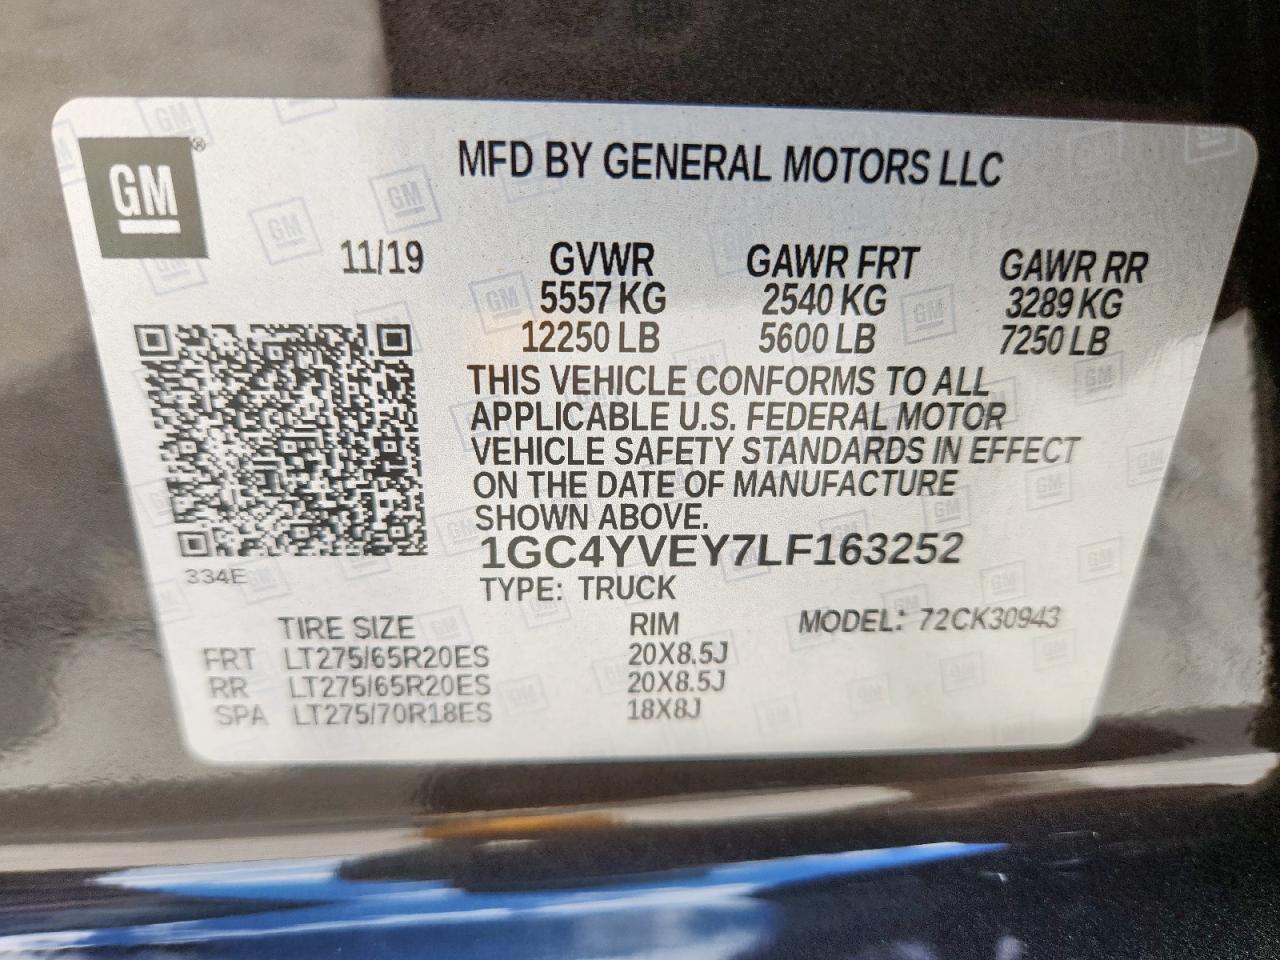 GM®
MFD BY GENERAL MOTORS LLC
11/19 GVWR GAWR FRT GAWR RR
5557 KG 2540 KG 3289 KG
12250 LB 5600 LB 7250 LB
THIS VEHICLE CONFORMS TO ALL
APPLICABLE U.S. FEDERAL MOTOR
VEHICLE SAFETY STANDARDS IN EFFECT
ON THE DATE OF MANUFACTURE
SHOWN ABOVE.
1GC4YVEY7LF163252
334E
TYPE: TRUCK
TIRE SIZE RIM MODEL: 72CK30943
FRT LT275/65R20ES 20X8.5J
RR LT275/65R20ES 20X8.5J
SPA LT275/70R18ES 18X8J